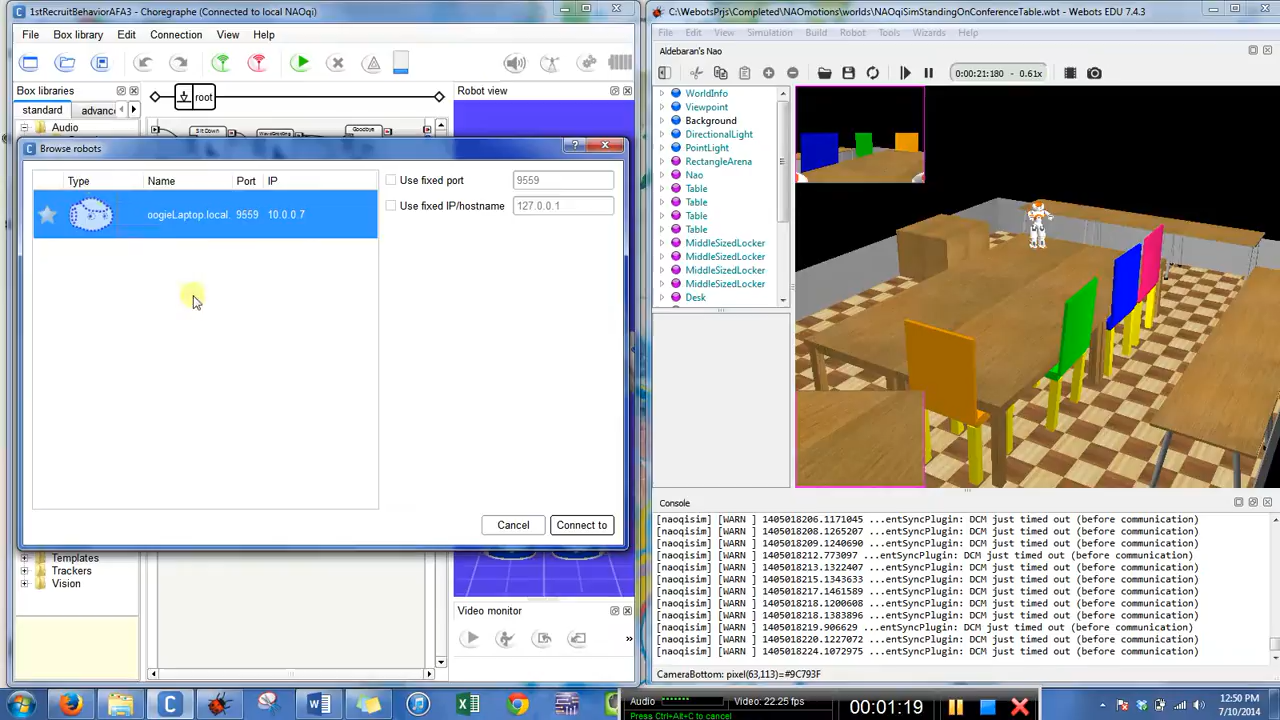 1stRecruitBehaviorAFA3 - Choregraphe (Connected to local NAOqi)
File Box library Edit Connection View Help
Box libraries
root
Robot view
standard advanc
Audio
Sit Down
Goodbye
Browse robots
Type Name Port IP
oogieLaptop.local 9559 10.0.0.7
Use fixed port 9559
Use fixed IP/hostname 127.0.0.1
Cancel Connect to
Templates
Trackers
Vision
Video monitor
C:\WebotsPrjs\Completed\NAOmotions\worlds\NAOqiSimStandingOnConferenceTable.wbt - Webots EDU 7.4.3
File Edit View Simulation Build Robot Tools Wizards Help
Aldebaran's Nao
0:00:21:180 - 0.61x
WorldInfo
Viewpoint
Background
DirectionalLight
PointLight
RectangleArena
Nao
Table
Table
Table
Table
MiddleSizedLocker
MiddleSizedLocker
MiddleSizedLocker
MiddleSizedLocker
Desk
Console
[naoqisim] [WARN ] 1405018206.1171045 ...entSyncPlugin: DCM just timed out (before communication)
[naoqisim] [WARN ] 1405018208.1265207 ...entSyncPlugin: DCM just timed out (before communication)
[naoqisim] [WARN ] 1405018209.1240690 ...entSyncPlugin: DCM just timed out (before communication)
[naoqisim] [WARN ] 1405018212.773097 ...entSyncPlugin: DCM just timed out (before communication)
[naoqisim] [WARN ] 1405018213.1322407 ...entSyncPlugin: DCM just timed out (before communication)
[naoqisim] [WARN ] 1405018215.1343633 ...entSyncPlugin: DCM just timed out (before communication)
[naoqisim] [WARN ] 1405018217.1461589 ...entSyncPlugin: DCM just timed out (before communication)
[naoqisim] [WARN ] 1405018218.1200608 ...entSyncPlugin: DCM just timed out (before communication)
[naoqisim] [WARN ] 1405018218.1383896 ...entSyncPlugin: DCM just timed out (before communication)
[naoqisim] [WARN ] 1405018219.906629 ...entSyncPlugin: DCM just timed out (before communication)
[naoqisim] [WARN ] 1405018220.1227072 ...entSyncPlugin: DCM just timed out (before communication)
[naoqisim] [WARN ] 1405018224.1072975 ...entSyncPlugin: DCM just timed out (before communication)
CameraBottom: pixel(63,113)=#9C793F
Audio Video: 22.25 fps
Press Ctrl+Alt+C to cancel
00:01:19
12:50 PM
7/10/2014